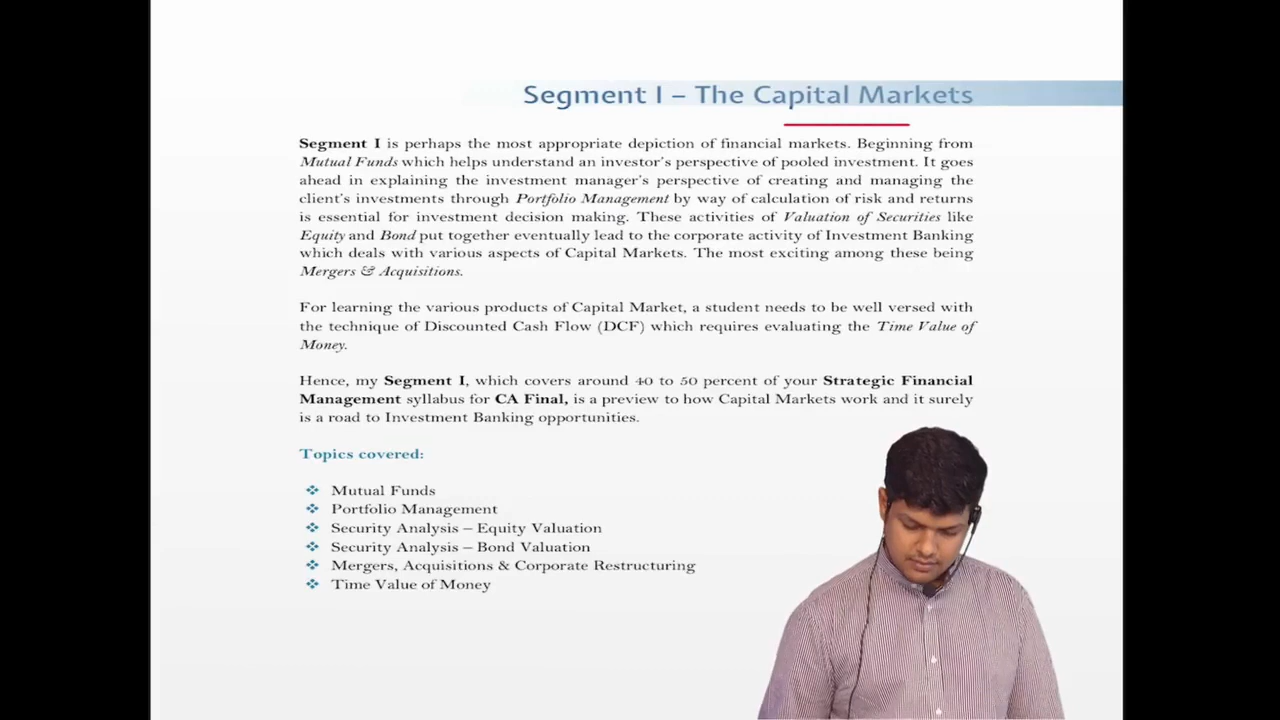 Segment I – The Capital Markets
Segment I is perhaps the most appropriate depiction of financial markets. Beginning from
Mutual Funds which helps understand an investor's perspective of pooled investment. It goes
ahead in explaining the investment manager's perspective of creating and managing the
client's investments through Portfolio Management by way of calculation of risk and returns
is essential for investment decision making. These activities of Valuation of Securities like
Equity and Bond put together eventually lead to the corporate activity of Investment Banking
which deals with various aspects of Capital Markets. The most exciting among these being
Mergers & Acquisitions.
For learning the various products of Capital Market, a student needs to be well versed with
the technique of Discounted Cash Flow (DCF) which requires evaluating the Time Value of
Money.
Hence, my Segment I, which covers around 40 to 50 percent of your Strategic Financial
Management syllabus for CA Final, is a preview to how Capital Markets work and it surely
is a road to Investment Banking opportunities.
Topics covered:
❖ Mutual Funds
❖ Portfolio Management
❖ Security Analysis – Equity Valuation
❖ Security Analysis – Bond Valuation
❖ Mergers, Acquisitions & Corporate Restructuring
❖ Time Value of Money